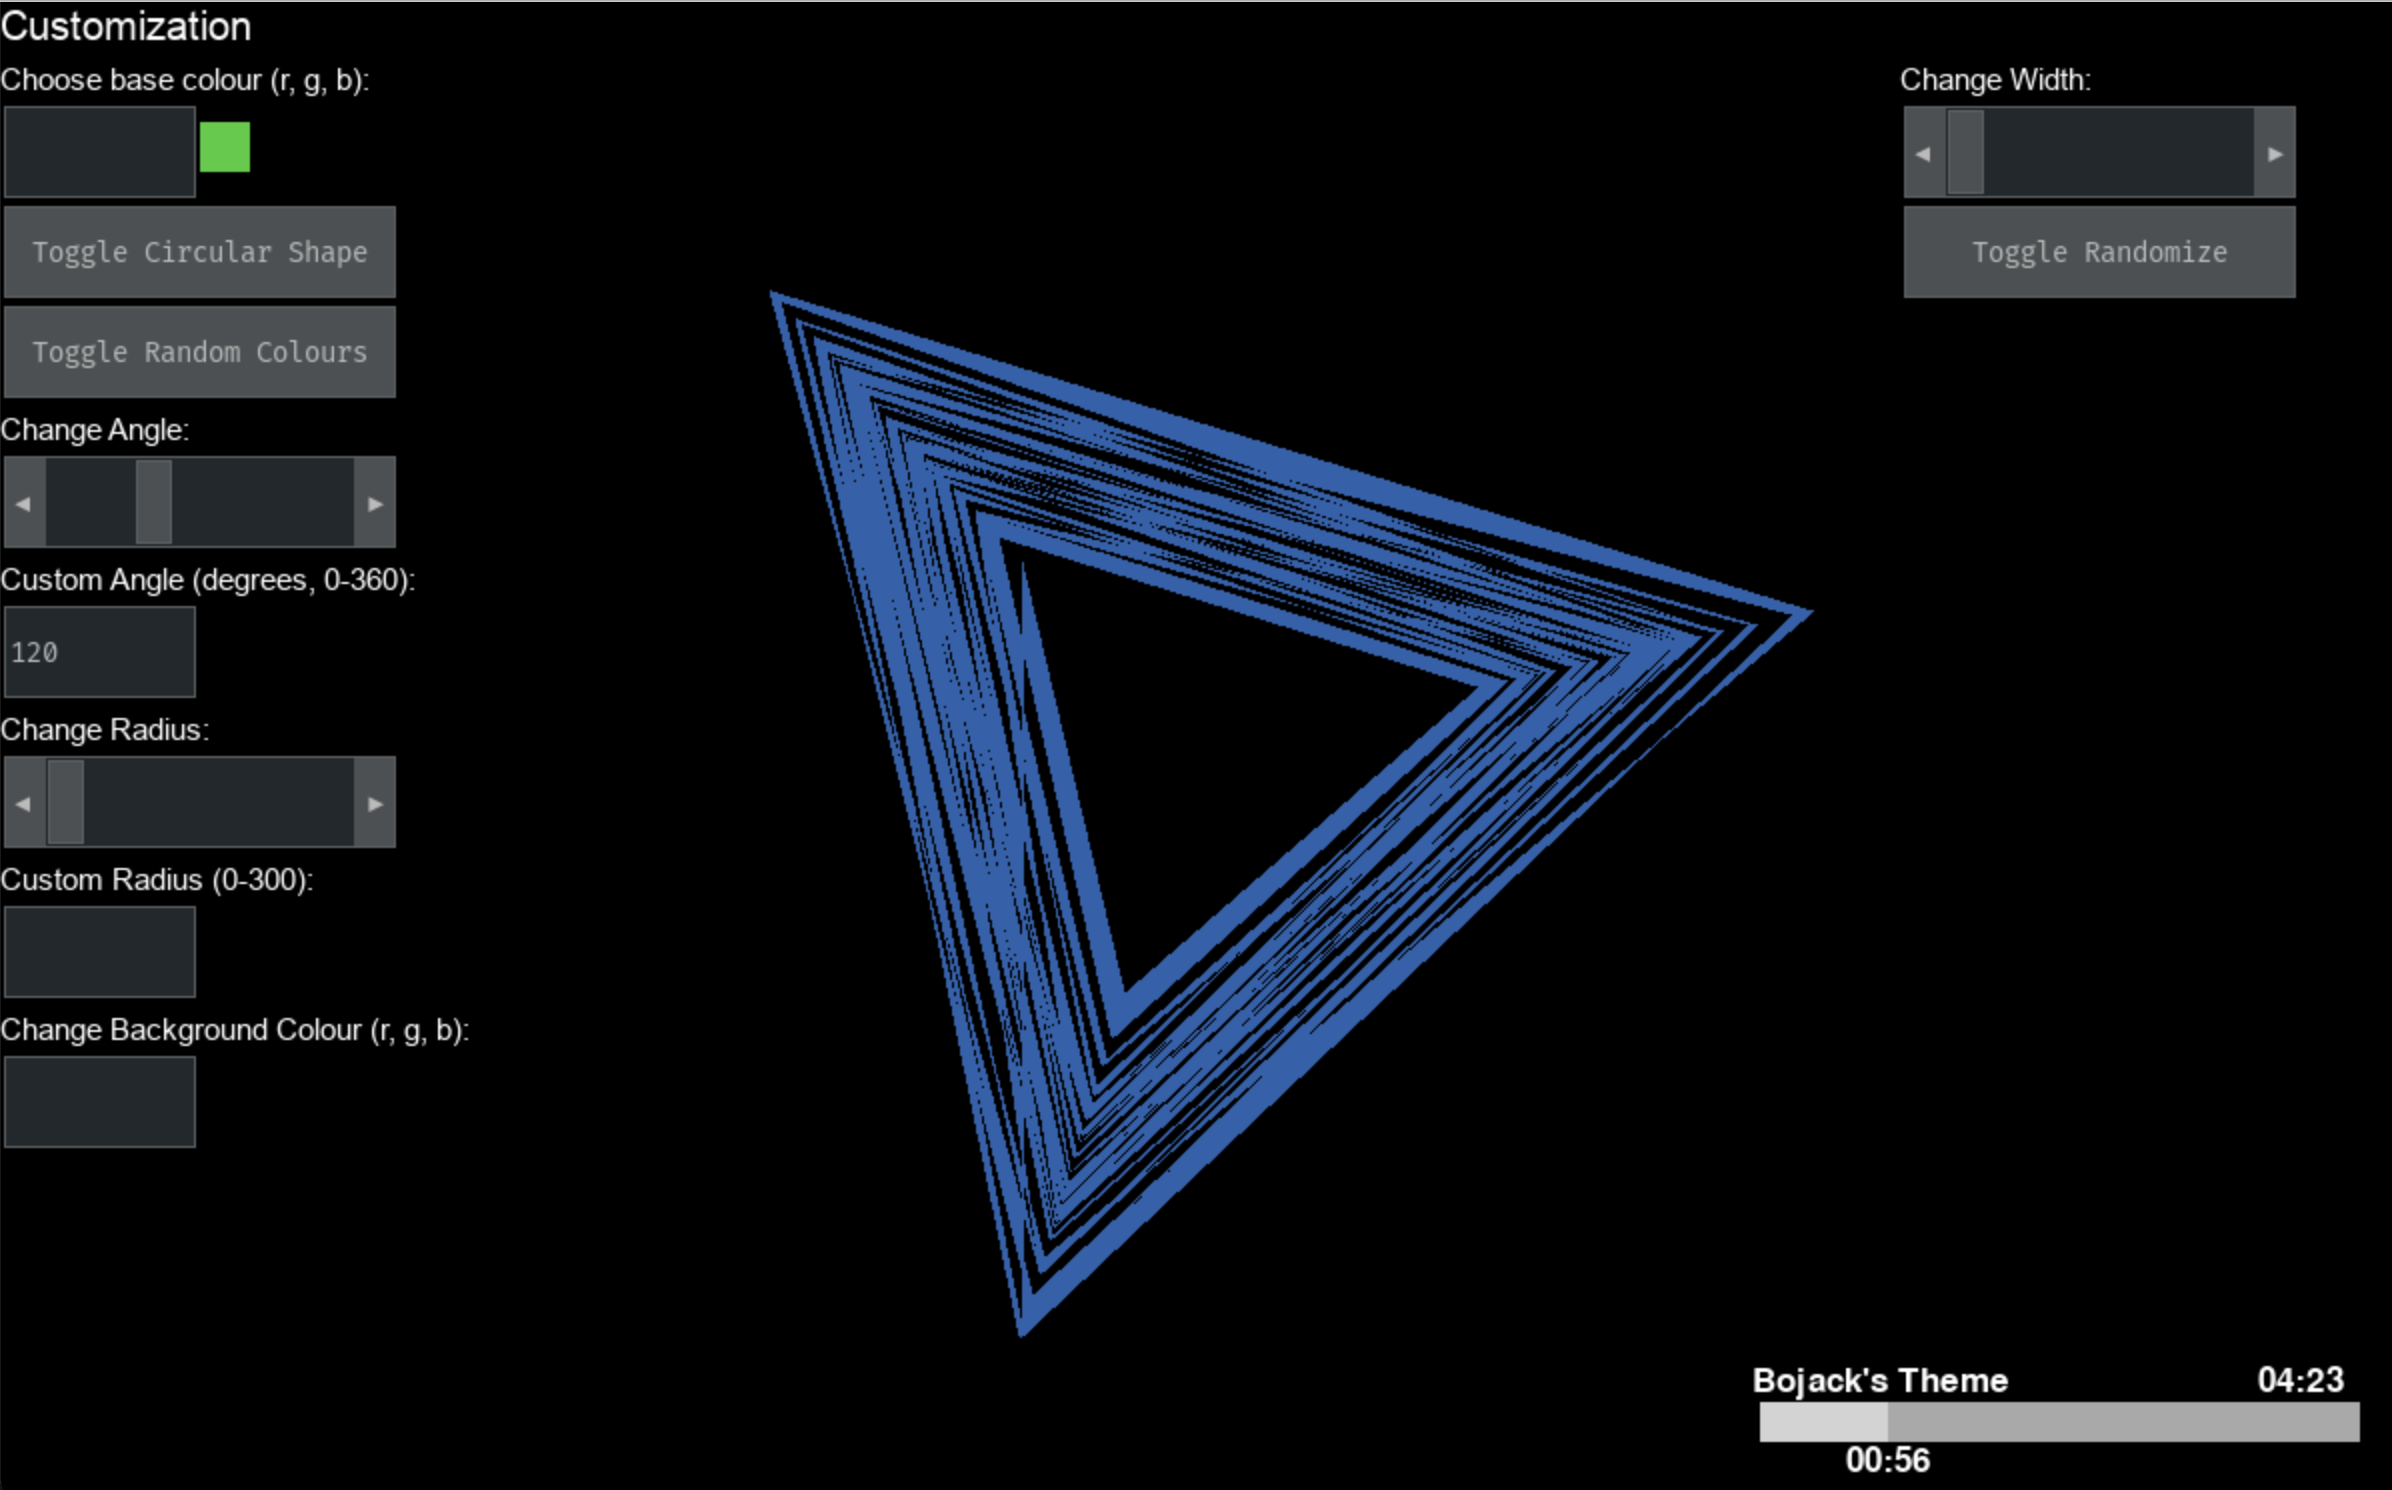 Customization
Choose base colour (r, g, b):
Toggle Circular Shape
Toggle Random Colours
Change Angle:
Custom Angle (degrees, 0-360):
120
Change Radius:
Custom Radius (0-300):
Change Background Colour (r, g, b):
Change Width:
Toggle Randomize
Bojack's Theme 04:23
00:56